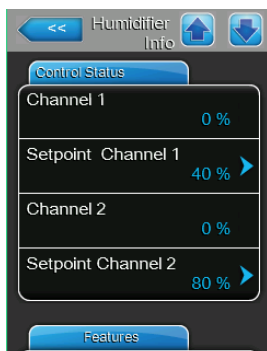 << Humidifier
Info
Control Status
Channel 1
0 %
Setpoint Channel 1
40 %
Channel 2
0 %
Setpoint Channel 2
80 %
Features